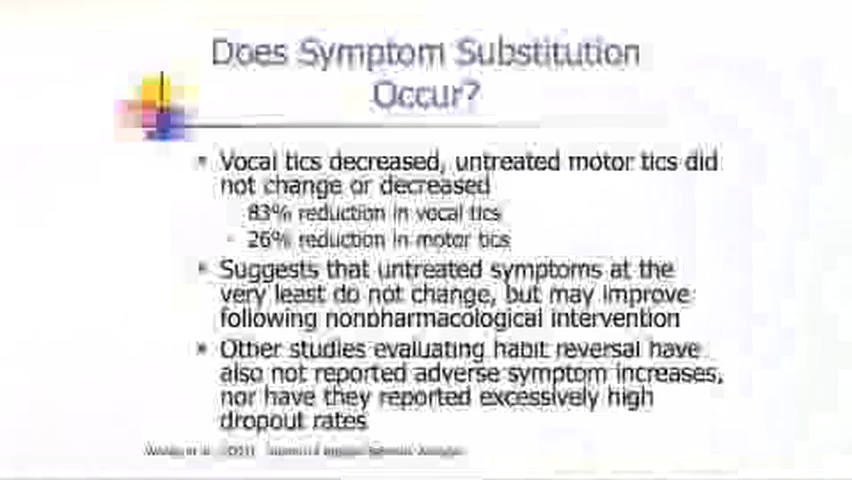 Does Symptom Substitution
Occur?
Vocal tics decreased, untreated motor tics did
not change or decreased
83% reduction in vocal tics
- 26% reduction in motor tics
Suggests that untreated symptoms at the
very least do not change, but may improve
following nonpharmacological intervention
Other studies evaluating habit reversal have
also not reported adverse symptom increases,
nor have they reported excessively high
dropout rates